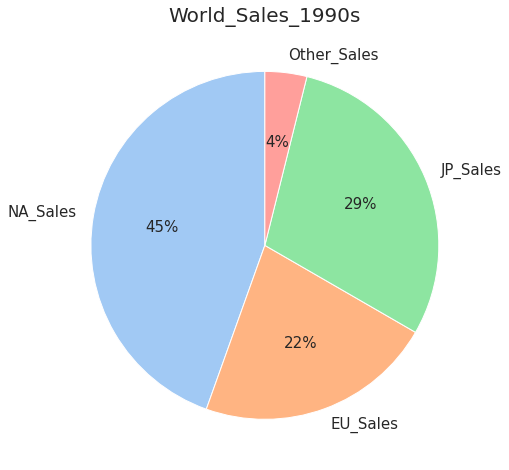 World_Sales_1990s
Other_Sales
4%
JP_Sales
29%
NA_Sales
45%
22%
EU_Sales